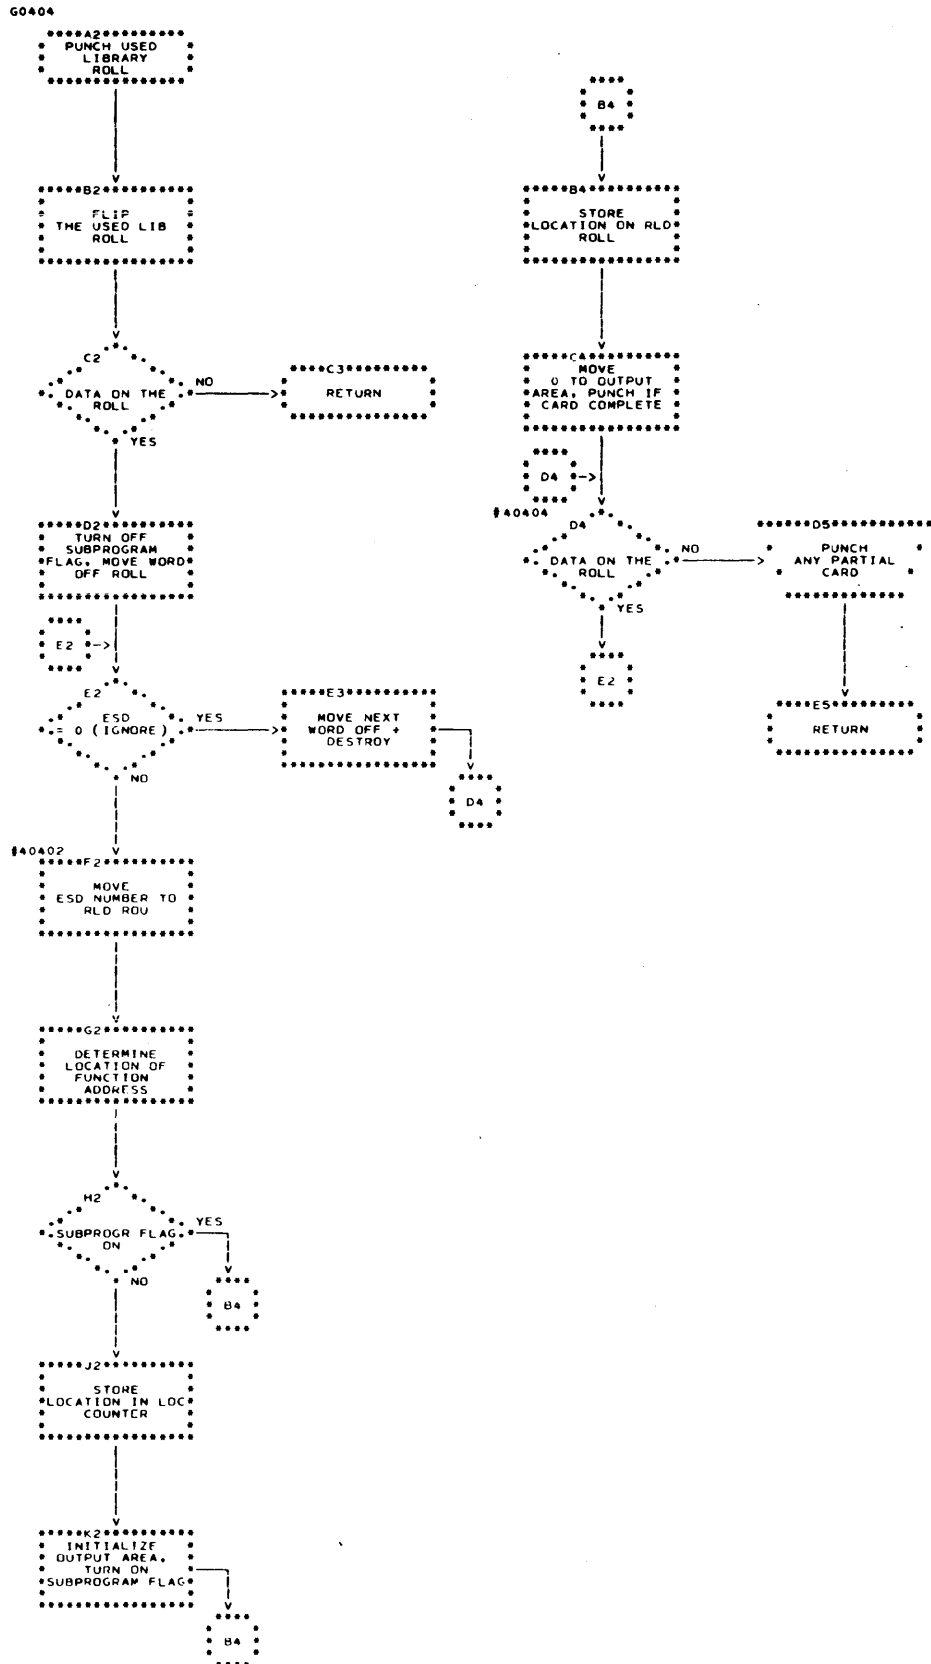 G0404
A2
PUNCH USED
LIBRARY
ROLL
B2
FLIP
THE USED LIB
ROLL
C2
DATA ON THE
ROLL
NO
YES
C3
RETURN
D2
TURN OFF
SUBPROGRAM
FLAG, MOVE WORD
OFF ROLL
E2
E2
ESD
= 0 (IGNORE)
YES
NO
E3
MOVE NEXT
WORD OFF +
DESTROY
D4
#40402
F2
MOVE
ESD NUMBER TO
RLD ROU
G2
DETERMINE
LOCATION OF
FUNCTION
ADDRESS
H2
SUBPROGR FLAG
ON
YES
NO
B4
J2
STORE
LOCATION IN LOC
COUNTER
K2
INITIALIZE
OUTPUT AREA,
TURN ON
SUBPROGRAM FLAG
B4
B4
B4
STORE
LOCATION ON RLD
ROLL
C4
MOVE
0 TO OUTPUT
AREA, PUNCH IF
CARD COMPLETE
D4
#40404
D4
DATA ON THE
ROLL
NO
YES
E2
D5
PUNCH
ANY PARTIAL
CARD
E5
RETURN